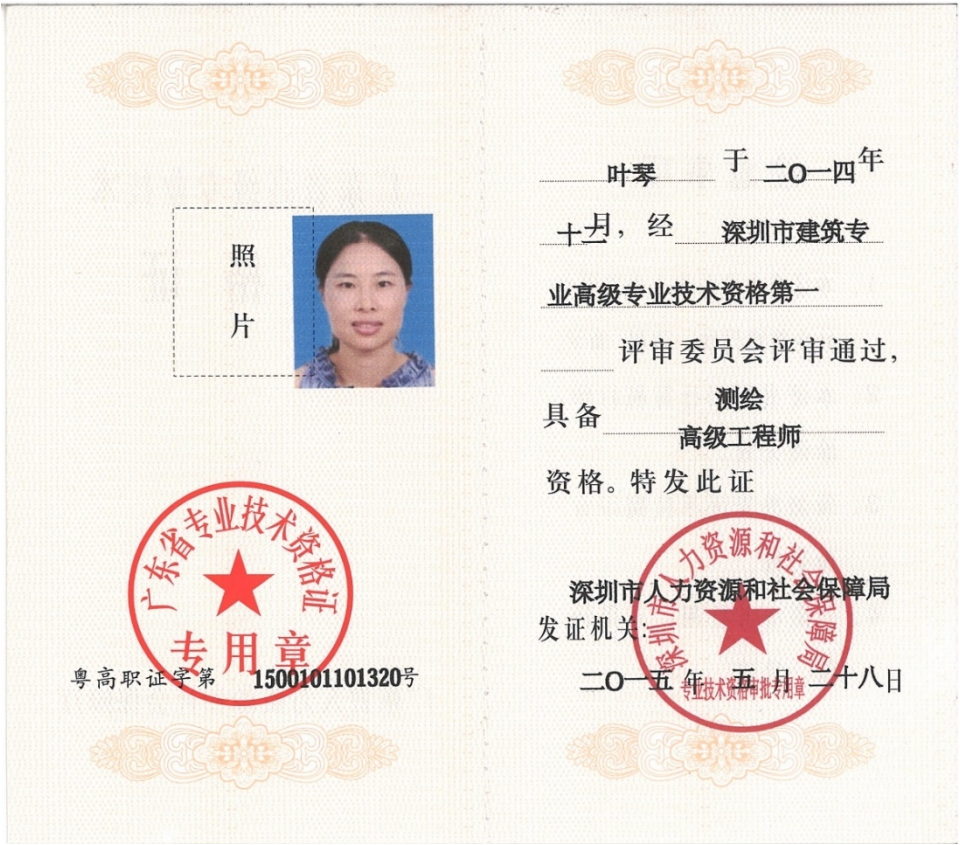 照
片
广东省专业技术资格证
专用章
粤高职证字第 1500101101320号
叶琴 于 二O一四年
十二月，经 深圳市建筑专
业高级专业技术资格第一
评审委员会评审通过，
具备 测绘
高级工程师
资格。特发此证
深圳市人力资源和社会保障局
深圳市人力资源和社会保障局
发证机关：
二O一五年 五月 二十八日
专业技术资格审批专用章